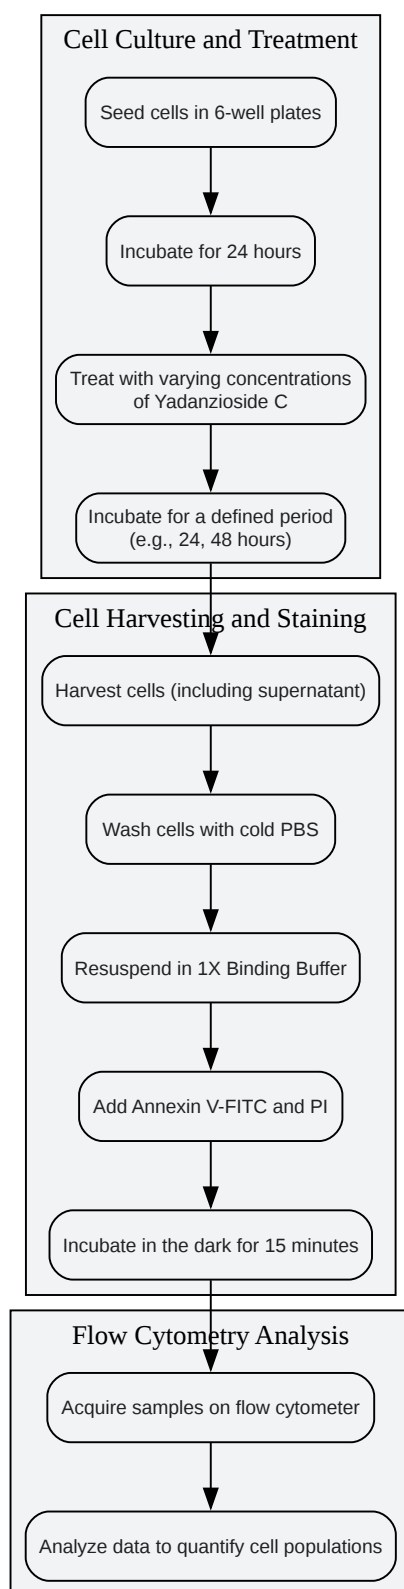 Cell Culture and Treatment
Seed cells in 6-well plates
Incubate for 24 hours
Treat with varying concentrations
of Yadanzioside C
Incubate for a defined period
(e.g., 24, 48 hours)
Cell Harvesting and Staining
Harvest cells (including supernatant)
Wash cells with cold PBS
Resuspend in 1X Binding Buffer
Add Annexin V-FITC and PI
Incubate in the dark for 15 minutes
Flow Cytometry Analysis
Acquire samples on flow cytometer
Analyze data to quantify cell populations